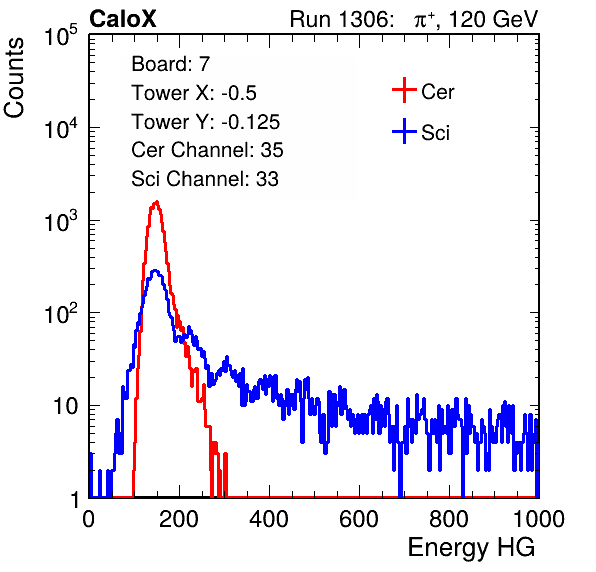 CaloX Run 1306: π⁺, 120 GeV
Counts
10⁵
10⁴
10³
10²
10
1
Board: 7
Tower X: -0.5
Tower Y: -0.125
Cer Channel: 35
Sci Channel: 33
Cer
Sci
0 200 400 600 800 1000
Energy HG